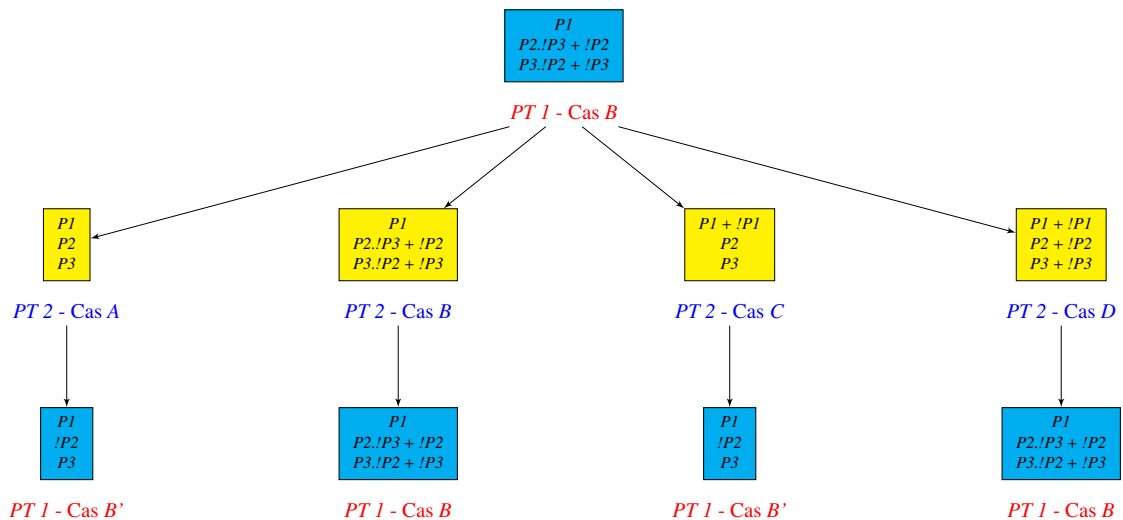 P1
P2.!P3 + !P2
P3.!P2 + !P3
PT 1 - Cas B
P1
P2
P3
PT 2 - Cas A
P1
P2.!P3 + !P2
P3.!P2 + !P3
PT 2 - Cas B
P1 + !P1
P2
P3
PT 2 - Cas C
P1 + !P1
P2 + !P2
P3 + !P3
PT 2 - Cas D
P1
!P2
P3
PT 1 - Cas B’
P1
P2.!P3 + !P2
P3.!P2 + !P3
PT 1 - Cas B
P1
!P2
P3
PT 1 - Cas B’
P1
P2.!P3 + !P2
P3.!P2 + !P3
PT 1 - Cas B